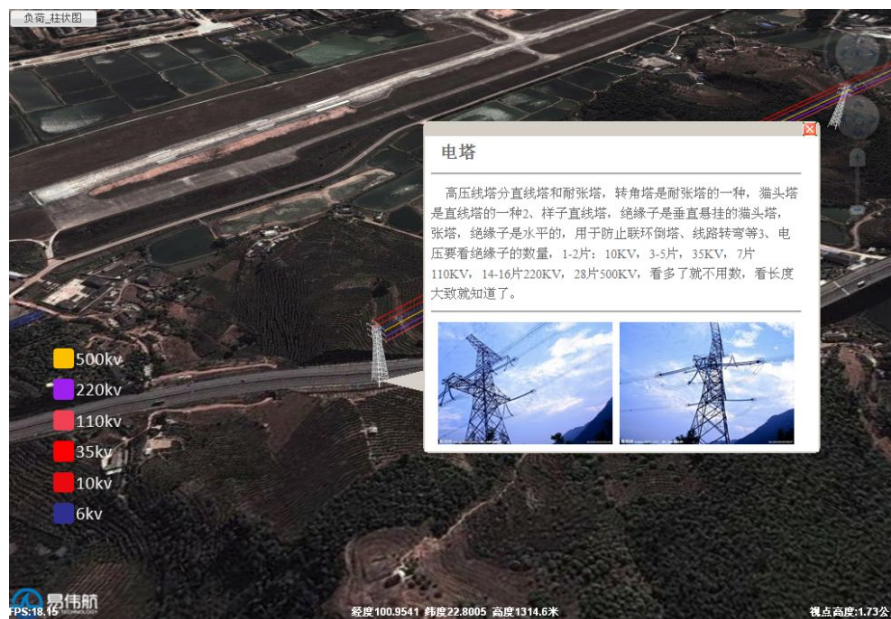 负荷_柱状图
电塔
高压线塔分直线塔和耐张塔，转角塔是耐张塔的一种，猫头塔
是直线塔的一种2、样子直线塔，绝缘子是垂直悬挂的猫头塔，
张塔，绝缘子是水平的，用于防止联环倒塔、线路转弯等3、电
压要看绝缘子的数量，1-2片：10KV，3-5片，35KV，7片
110KV，14-16片220KV，28片500KV，看多了就不用数，看长度
大致就知道了。
500kv
220kv
110kv
35kv
10kv
6kv
易伟航
FPS:18.15
经度100.9541 纬度22.8005 高度1314.6米
视点高度:1.73公